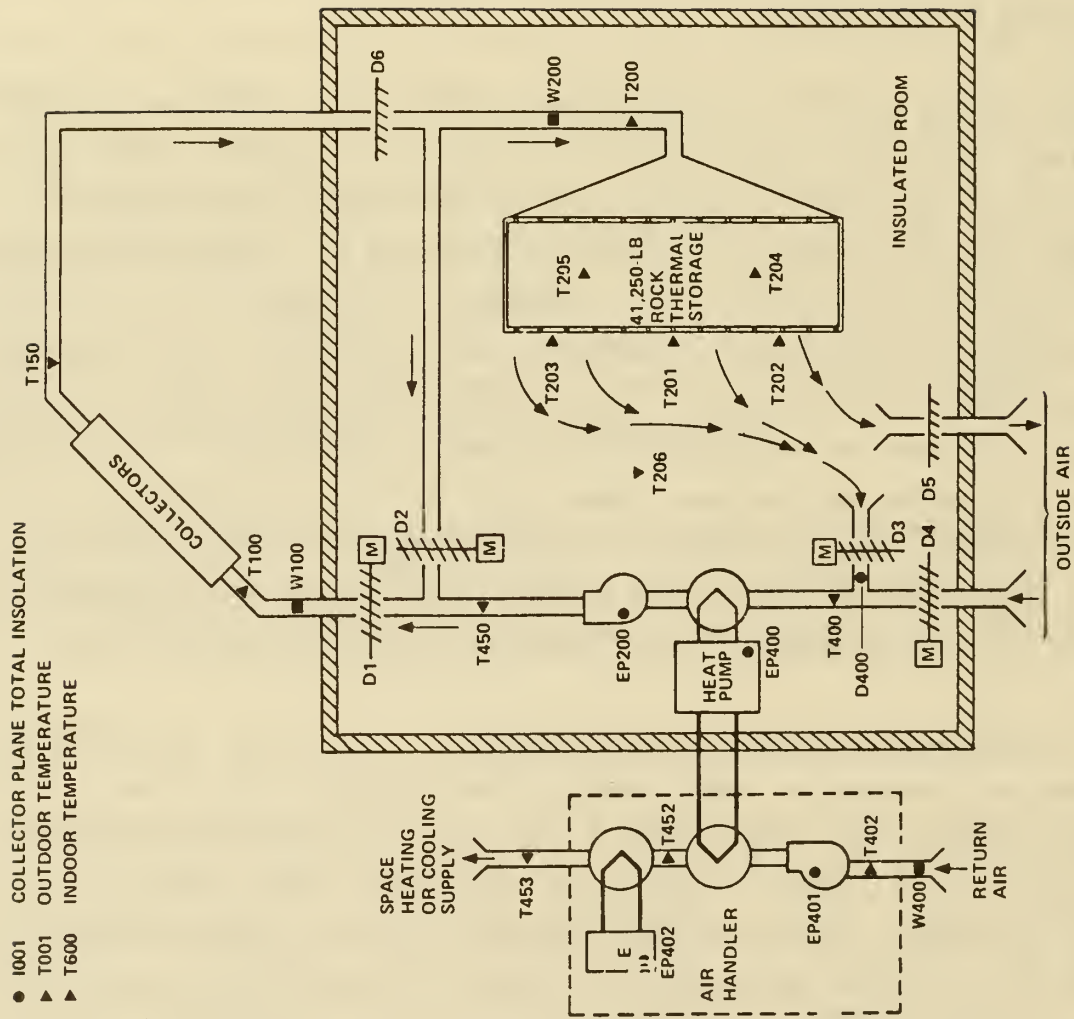 ● I001 COLLECTOR PLANE TOTAL INSOLATION
▲ T001 OUTDOOR TEMPERATURE
▲ T600 INDOOR TEMPERATURE
T150
COLLECTORS
T100
W100
D1
M
D2
M
D6
W200
T200
T450
EP200
HEAT
PUMP
EP400
T400
D400
M
D3
M
D4
D5
T203
T201
T202
T205
T204
41,250-LB
ROCK
THERMAL
STORAGE
T206
INSULATED ROOM
OUTSIDE AIR
SPACE
HEATING
OR COOLING
SUPPLY
T453
E
EP402
T452
AIR
HANDLER
EP401
T402
W400
RETURN
AIR